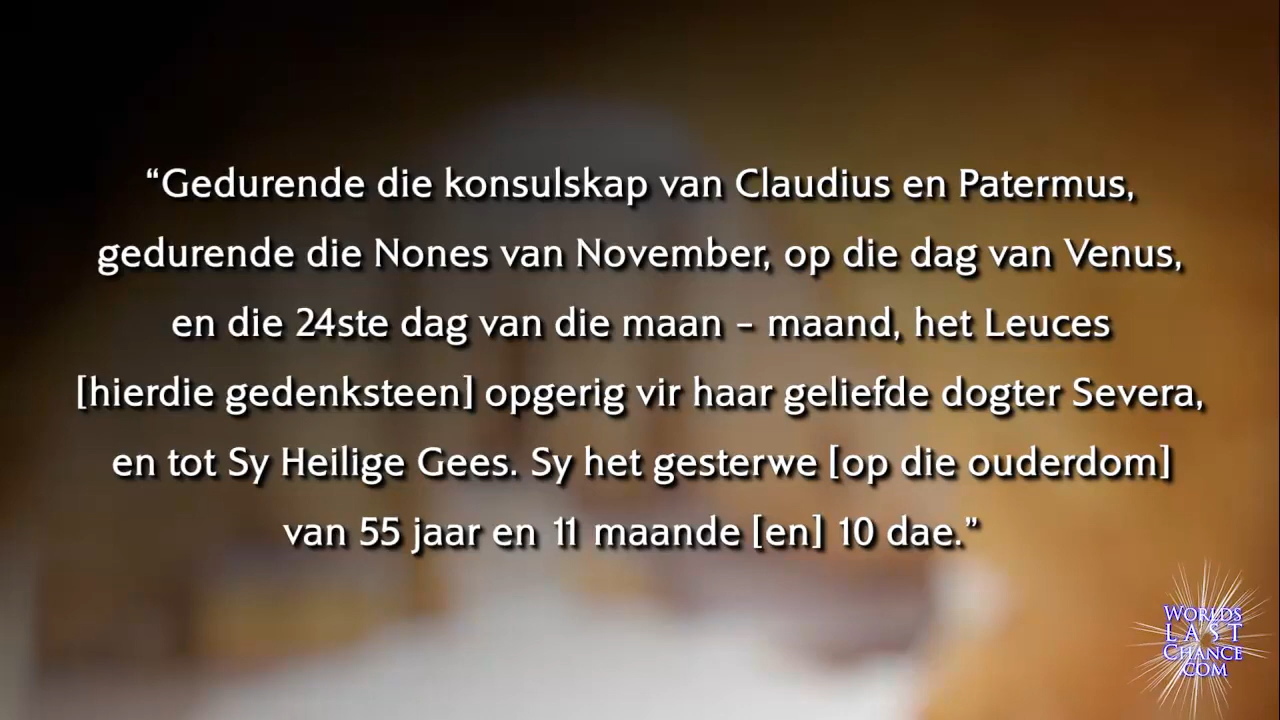 “Gedurende die konsulskap van Claudius en Patermus,
gedurende die Nones van November, op die dag van Venus,
en die 24ste dag van die maan – maand, het Leuces
[hierdie gedenksteen] opgerig vir haar geliefde dogter Severa,
en tot Sy Heilige Gees. Sy het gesterwe [op die ouderdom]
van 55 jaar en 11 maande [en] 10 dae.”
WORLDS
LAST
CHANCE
.COM